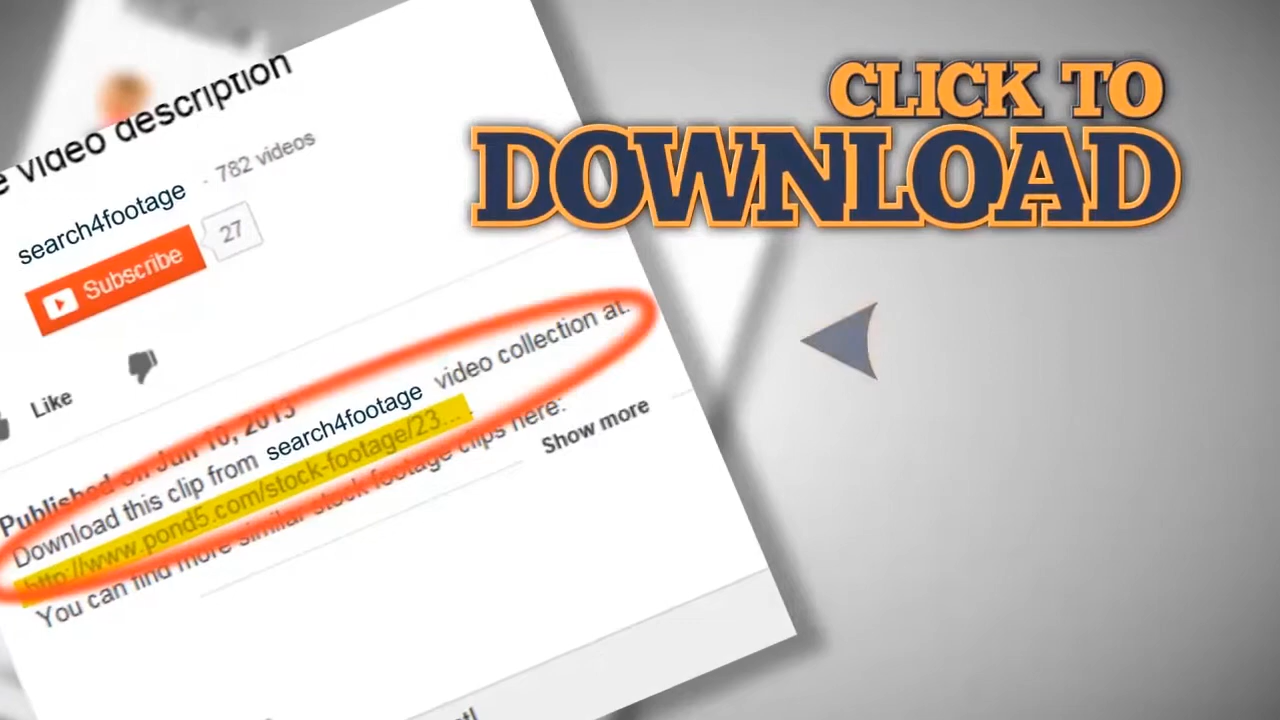 CLICK TO
DOWNLOAD
video description
search4footage · 782 videos
Subscribe 27
Like
Published on Jun 10, 2013
Download this clip from search4footage video collection at:
http://www.pond5.com/stock-footage/23...
You can find more similar stock footage clips here:
Show more